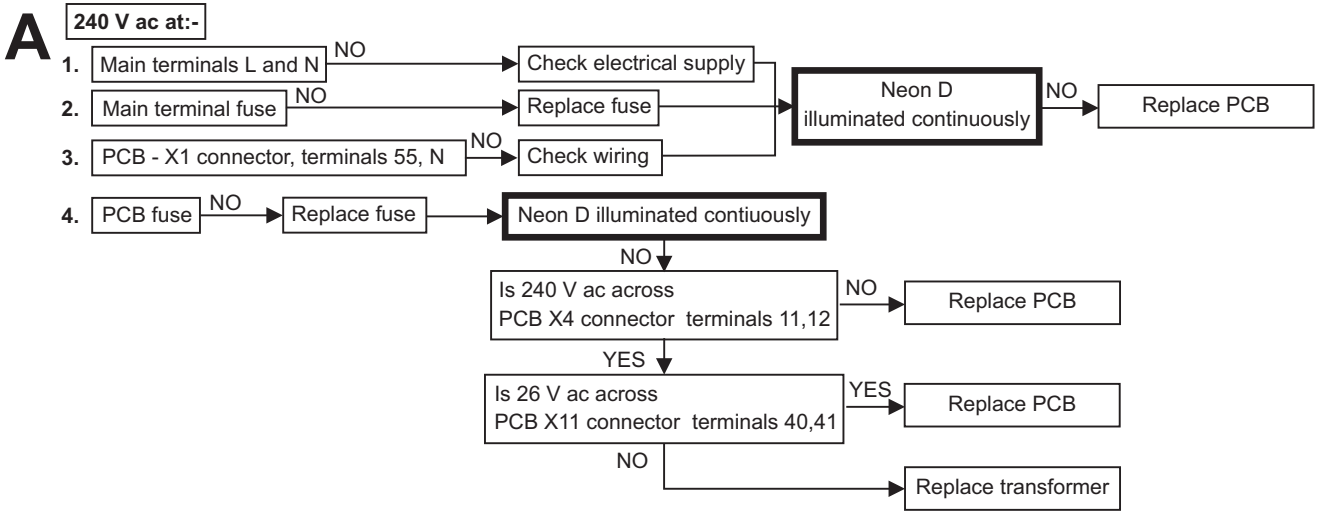 A
240 V ac at:-
1. Main terminals L and N NO Check electrical supply
2. Main terminal fuse NO Replace fuse
Neon D
illuminated continuously
NO Replace PCB
3. PCB - X1 connector, terminals 55, N NO Check wiring
4. PCB fuse NO Replace fuse Neon D illuminated contiuously
NO
Is 240 V ac across
PCB X4 connector terminals 11,12
NO Replace PCB
YES
Is 26 V ac across
PCB X11 connector terminals 40,41
YES Replace PCB
NO
Replace transformer